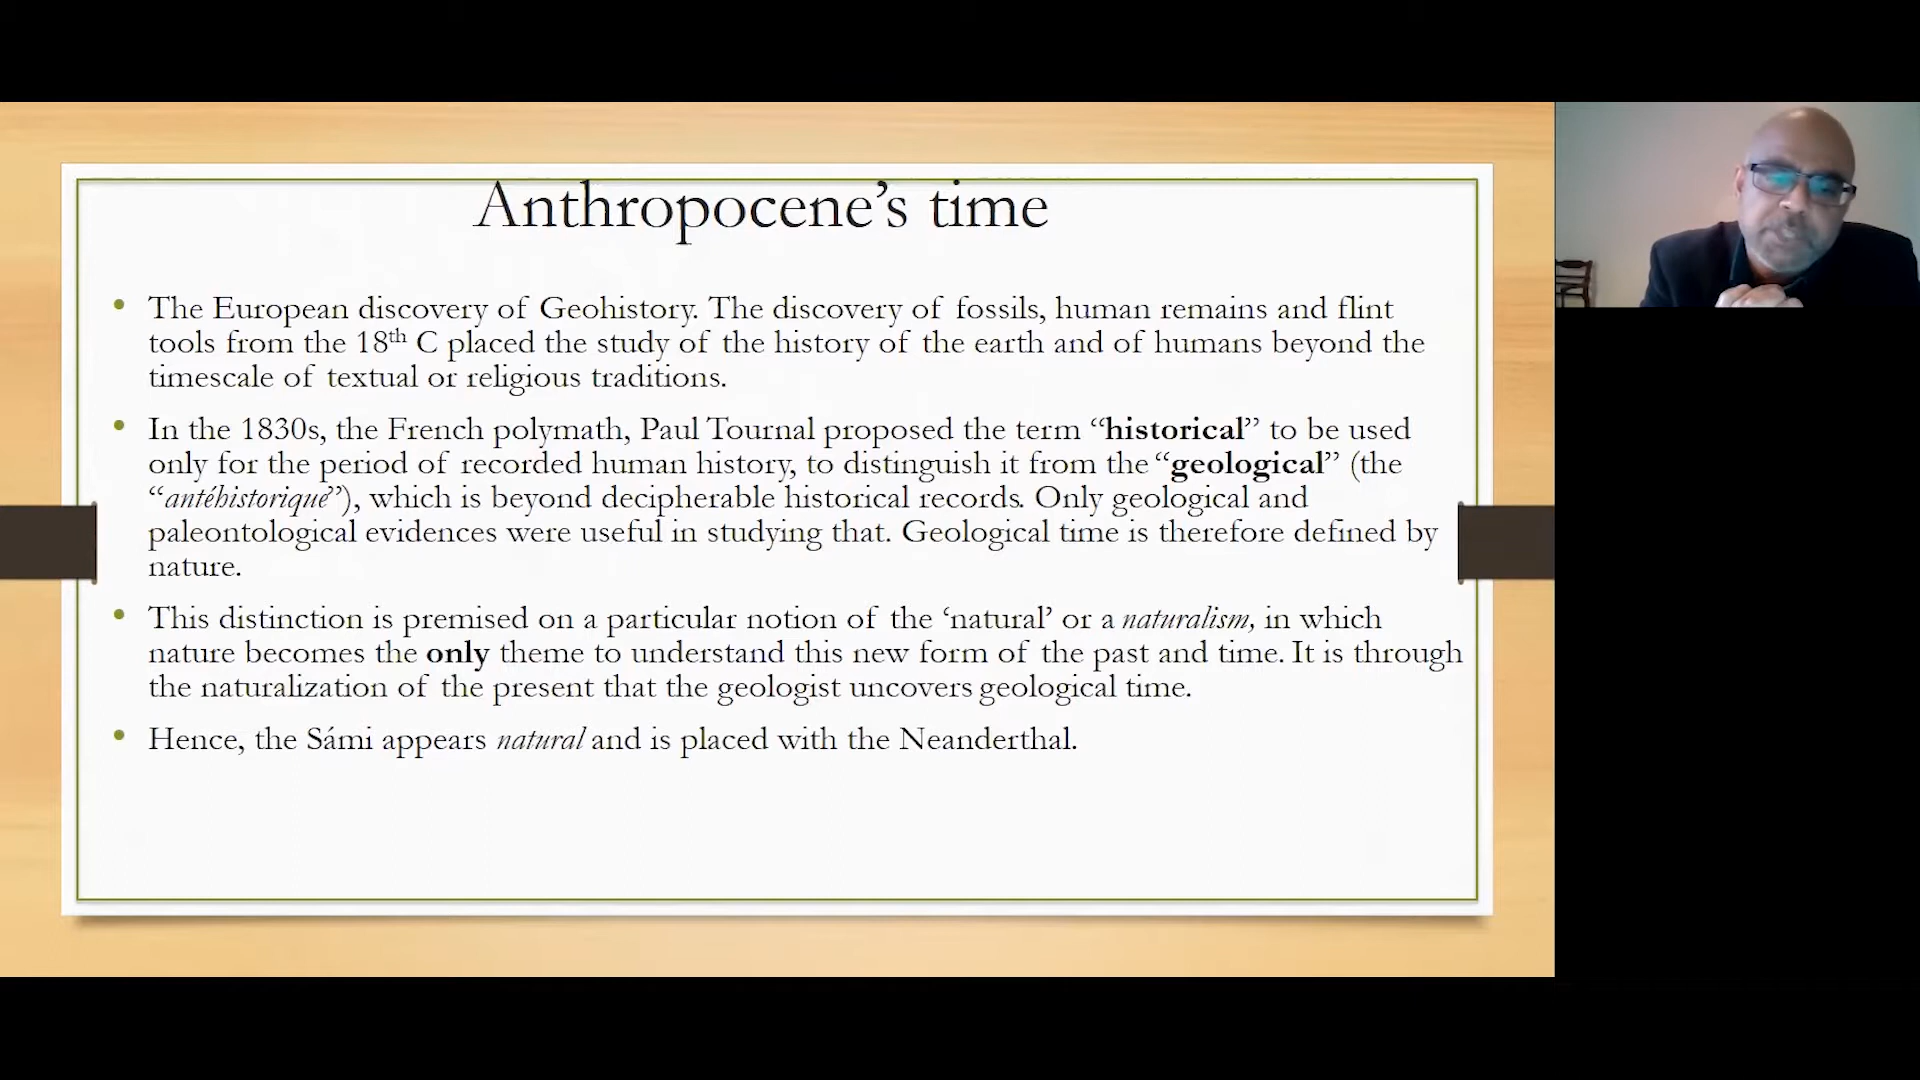 Anthropocene’s time
• The European discovery of Geohistory. The discovery of fossils, human remains and flint
tools from the 18th C placed the study of the history of the earth and of humans beyond the
timescale of textual or religious traditions.
• In the 1830s, the French polymath, Paul Tournal proposed the term “historical” to be used
only for the period of recorded human history, to distinguish it from the “geological” (the
“antéhistorique”), which is beyond decipherable historical records. Only geological and
paleontological evidences were useful in studying that. Geological time is therefore defined by
nature.
• This distinction is premised on a particular notion of the ‘natural’ or a naturalism, in which
nature becomes the only theme to understand this new form of the past and time. It is through
the naturalization of the present that the geologist uncovers geological time.
• Hence, the Sámi appears natural and is placed with the Neanderthal.